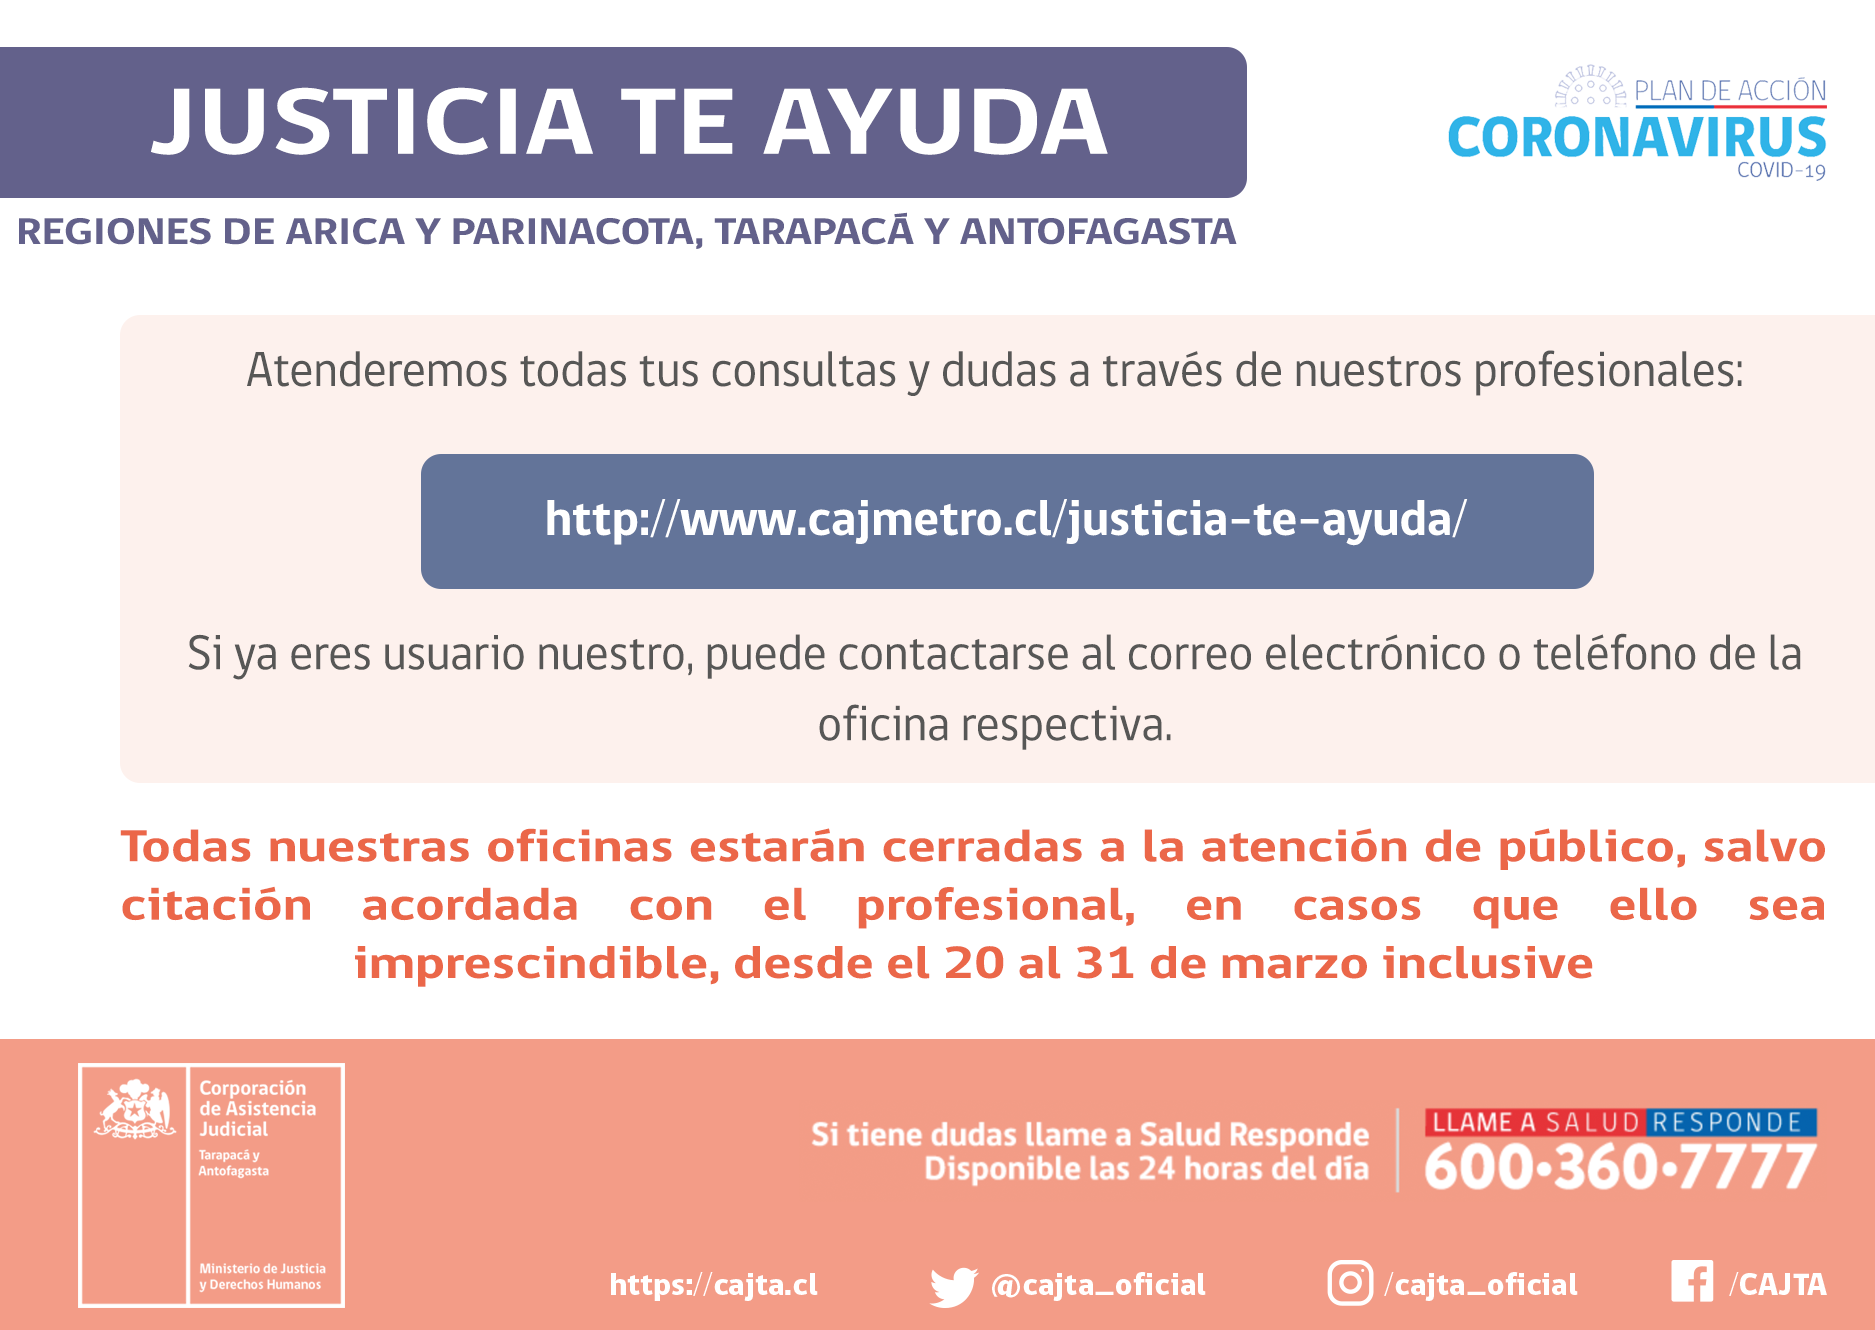 JUSTICIA TE AYUDA
PLAN DE ACCIÓN
CORONAVIRUS
COVID-19
REGIONES DE ARICA Y PARINACOTA, TARAPACÁ Y ANTOFAGASTA
Atenderemos todas tus consultas y dudas a través de nuestros profesionales:
http://www.cajmetro.cl/justicia-te-ayuda/
Si ya eres usuario nuestro, puede contactarse al correo electrónico o teléfono de la
oficina respectiva.
Todas nuestras oficinas estarán cerradas a la atención de público, salvo
citación acordada con el profesional, en casos que ello sea
imprescindible, desde el 20 al 31 de marzo inclusive
Corporación
de Asistencia
Judicial
Tarapacá y
Antofagasta
Ministerio de Justicia
y Derechos Humanos
Si tiene dudas llame a Salud Responde
Disponible las 24 horas del día
LLAME A SALUD RESPONDE
600•360•7777
https://cajta.cl
@cajta_oficial
/cajta_oficial
/CAJTA